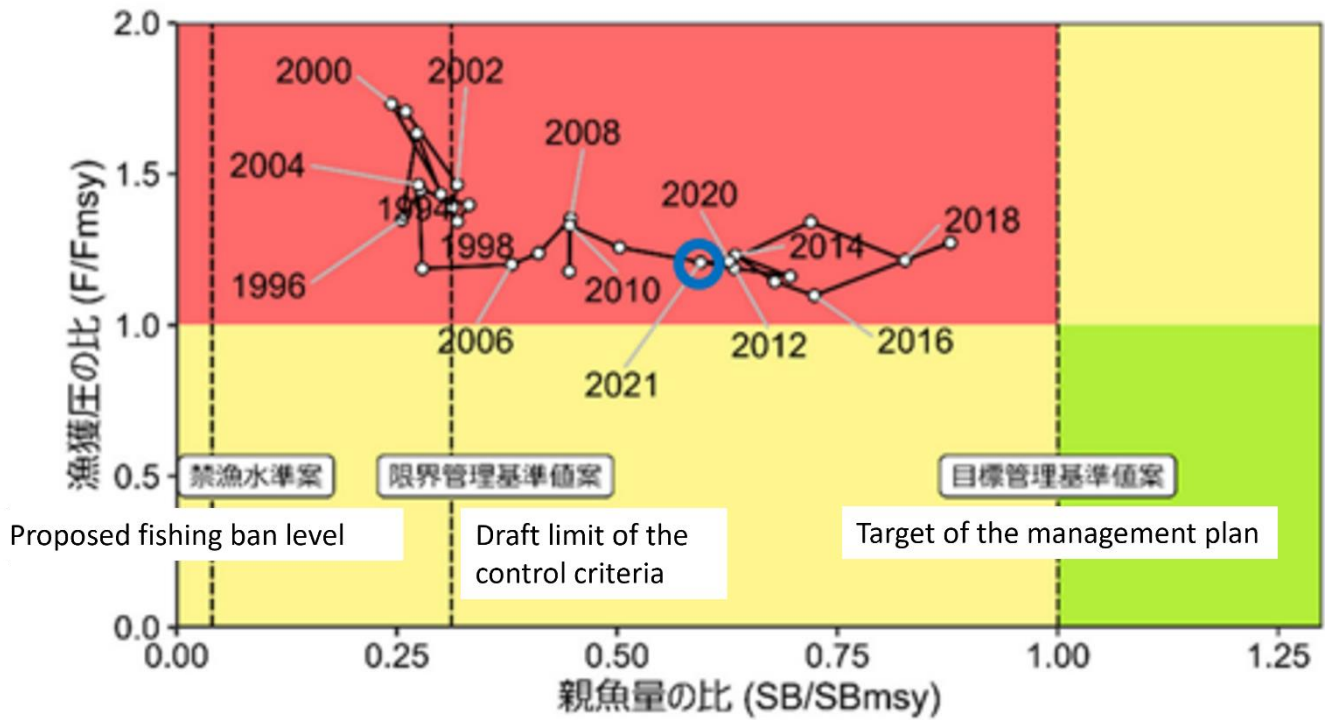 2.0
1.5
1.0
0.5
0.0
漁獲圧の比 (F/Fmsy)
2000
2002
2008
2004
2020
1994
2018
1998
2014
1996
2010
2006
2012
2016
2021
禁漁水準案
限界管理基準値案
目標管理基準値案
Proposed fishing ban level
Draft limit of the
control criteria
Target of the management plan
0.00
0.25
0.50
0.75
1.00
1.25
親魚量の比 (SB/SBmsy)